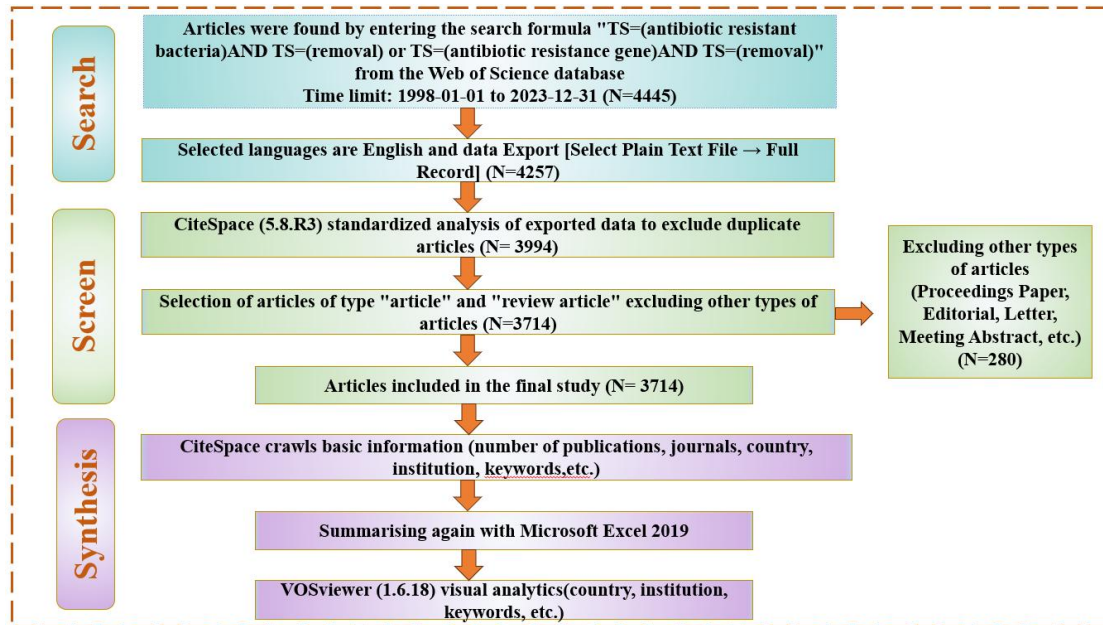 Search
Articles were found by entering the search formula "TS=(antibiotic resistant
bacteria)AND TS=(removal) or TS=(antibiotic resistance gene)AND TS=(removal)"
from the Web of Science database
Time limit: 1998-01-01 to 2023-12-31 (N=4445)
Selected languages are English and data Export [Select Plain Text File → Full
Record] (N=4257)
Screen
CiteSpace (5.8.R3) standardized analysis of exported data to exclude duplicate
articles (N= 3994)
Selection of articles of type "article" and "review article" excluding other types of
articles (N=3714)
Excluding other types
of articles
(Proceedings Paper,
Editorial, Letter,
Meeting Abstract, etc.)
(N=280)
Articles included in the final study (N= 3714)
Synthesis
CiteSpace crawls basic information (number of publications, journals, country,
institution, keywords,etc.)
Summarising again with Microsoft Excel 2019
VOSviewer (1.6.18) visual analytics(country, institution,
keywords, etc.)